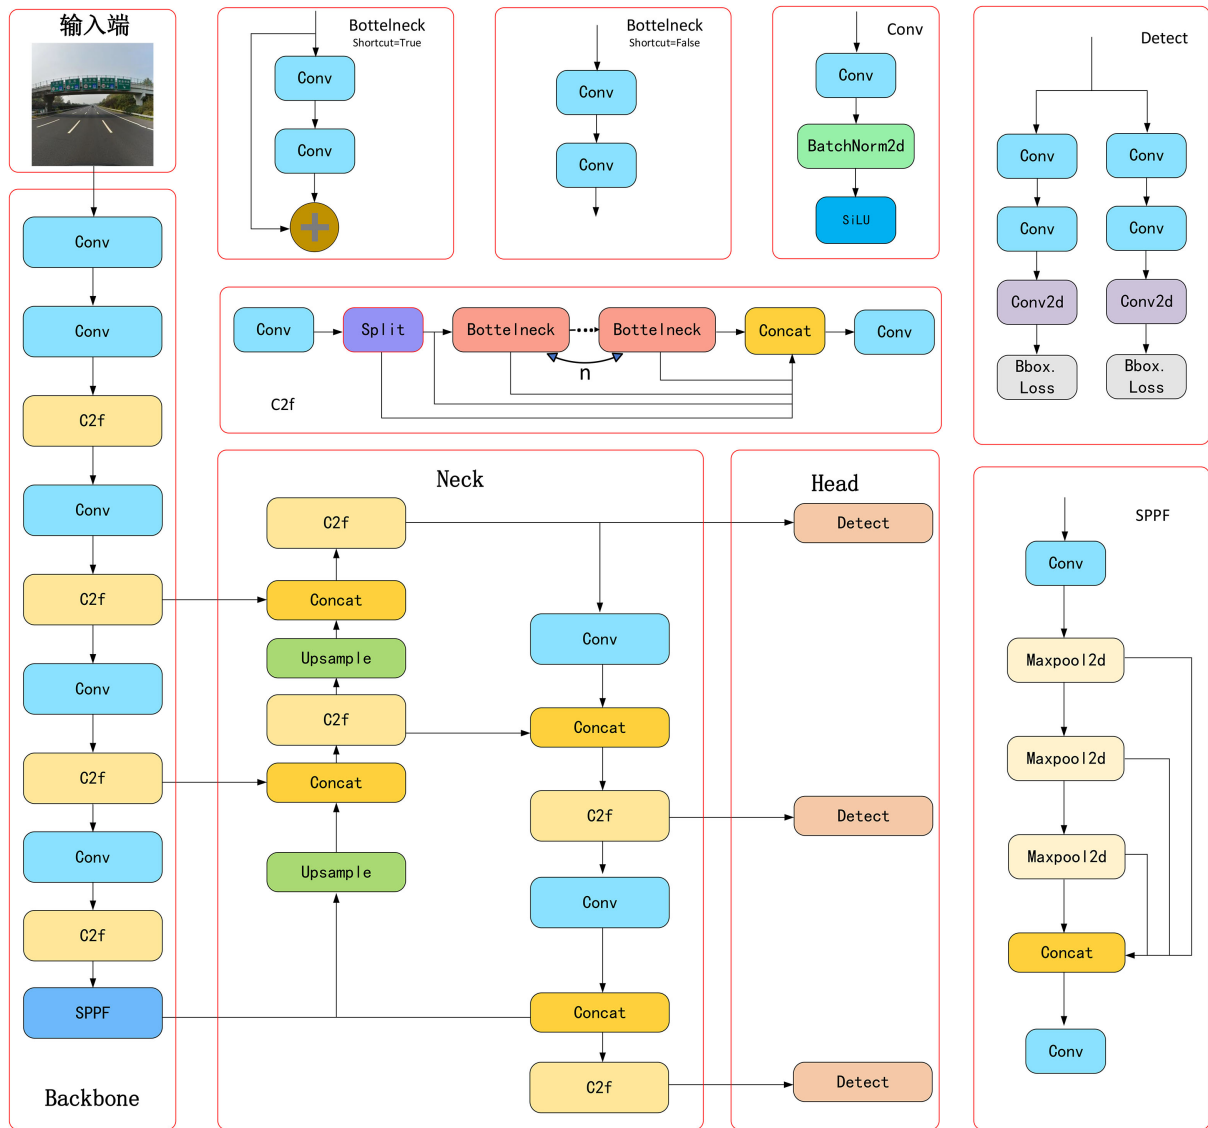 输入端
Conv
Conv
C2f
Conv
C2f
Conv
C2f
Conv
C2f
SPPF
Backbone
Bottelneck
Shortcut=True
Conv
Conv
Bottelneck
Shortcut=False
Conv
Conv
Conv
Conv
BatchNorm2d
SiLU
Detect
Conv
Conv
Conv
Conv
Conv2d
Conv2d
Bbox.
Loss
Bbox.
Loss
Conv
Split
Bottelneck
Bottelneck
Concat
Conv
n
C2f
Neck
C2f
Concat
Upsample
C2f
Concat
Upsample
Conv
Concat
C2f
Conv
Concat
C2f
Head
Detect
Detect
Detect
SPPF
Conv
Maxpool2d
Maxpool2d
Maxpool2d
Concat
Conv